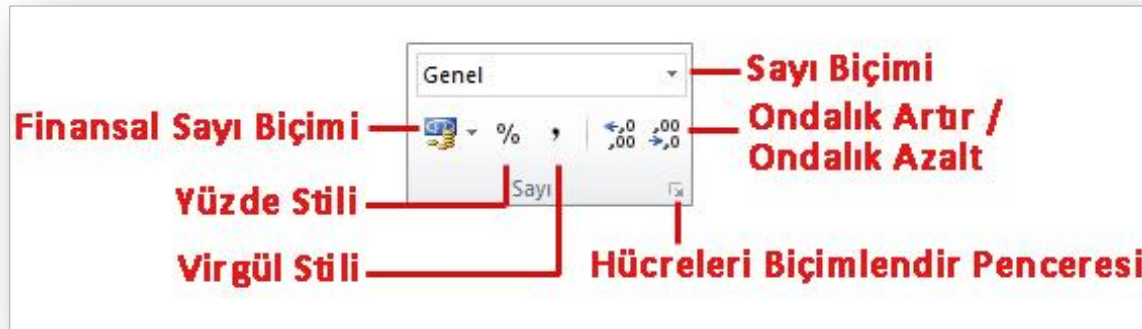 Genel
Sayı Biçimi
Finansal Sayı Biçimi
% , ←,0 ,00 ,00 →,0
Ondalık Artır /
Ondalık Azalt
Sayı
Yüzde Stili
Virgül Stili
Hücreleri Biçimlendir Penceresi